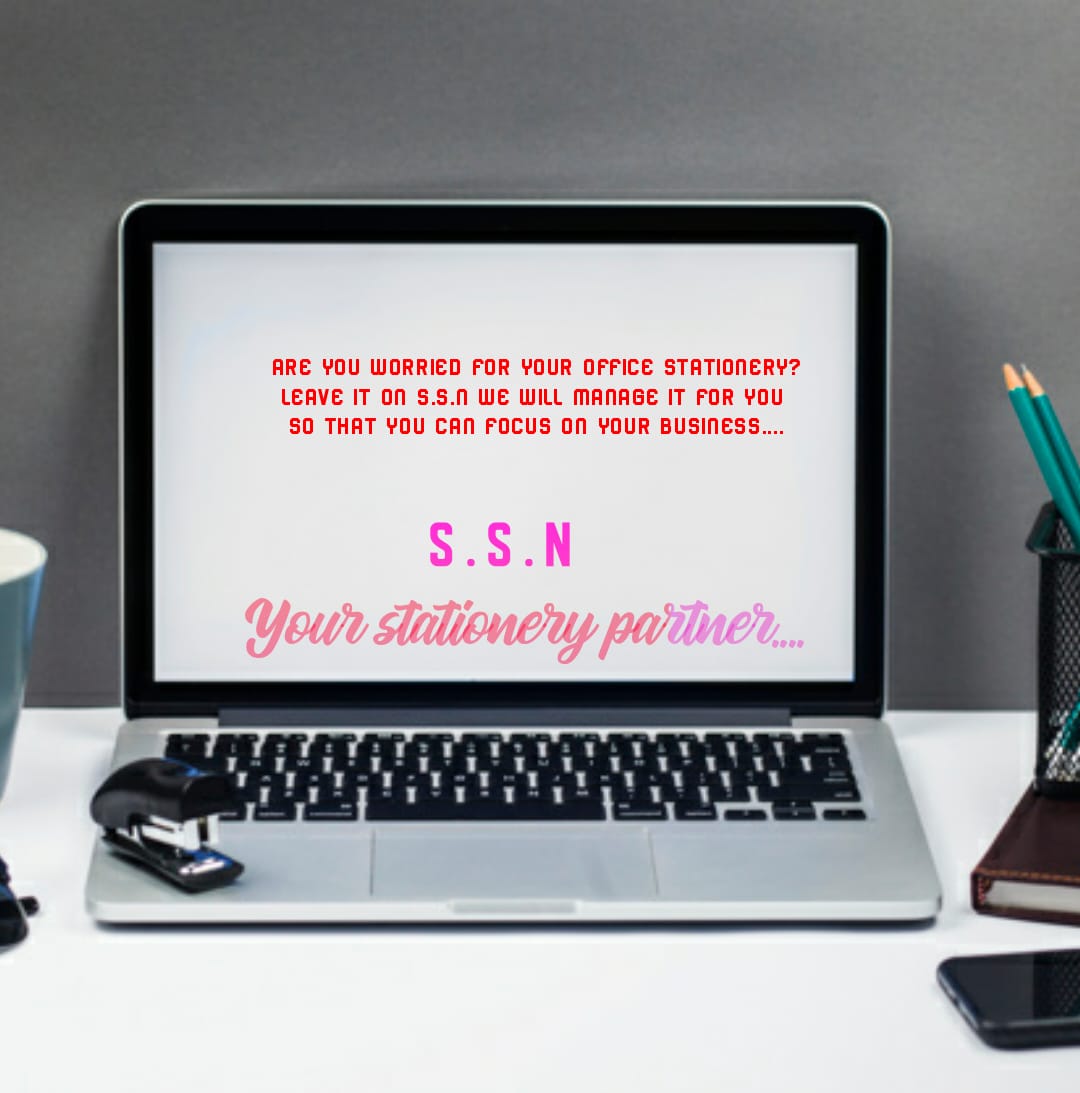 ARE YOU WORRIED FOR YOUR OFFICE STATIONERY?
LEAVE IT ON S.S.N WE WILL MANAGE IT FOR YOU
SO THAT YOU CAN FOCUS ON YOUR BUSINESS....
S.S.N
Your stationery partner....